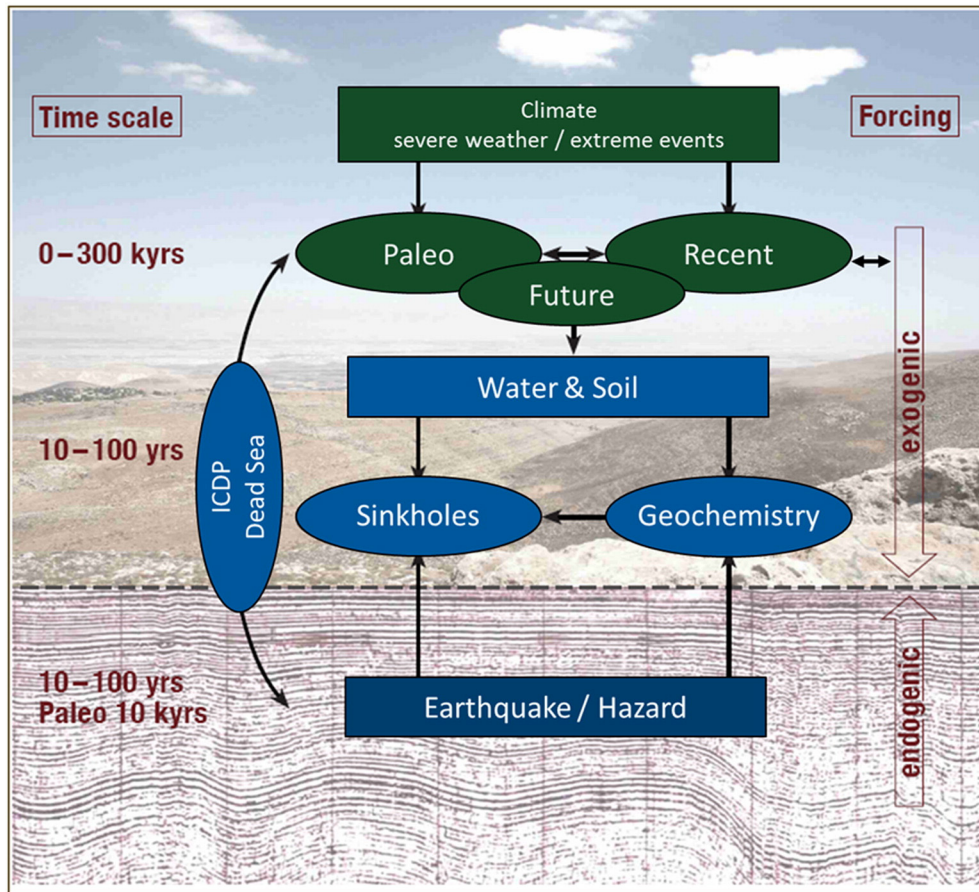 Time scale
Climate
severe weather / extreme events
Forcing
0–300 kyrs
Paleo
Recent
Future
Water & Soil
exogenic
10–100 yrs
ICDP
Dead Sea
Sinkholes
Geochemistry
10–100 yrs
Paleo 10 kyrs
Earthquake / Hazard
endogenic